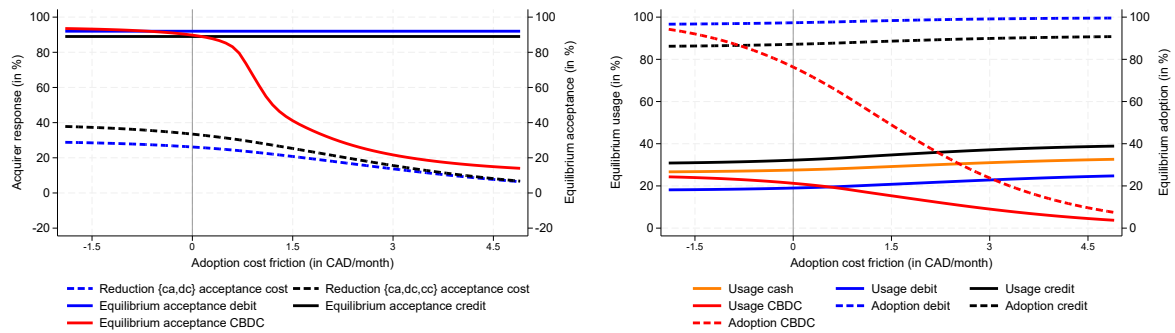 100
100
80
80
60
60
40
40
20
20
0
0
-20
-20
Acquirer response (in %)
Equilibrium acceptance (in %)
-1.5
0
1.5
3
4.5
Adoption cost friction (in CAD/month)
Reduction {ca,dc} acceptance cost
Reduction {ca,dc,cc} acceptance cost
Equilibrium acceptance debit
Equilibrium acceptance credit
Equilibrium acceptance CBDC
100
100
80
80
60
60
40
40
20
20
0
0
Equilibrium usage (in %)
Equilibrium adoption (in %)
-1.5
0
1.5
3
4.5
Adoption cost friction (in CAD/month)
Usage cash
Usage debit
Usage credit
Usage CBDC
Adoption debit
Adoption credit
Adoption CBDC